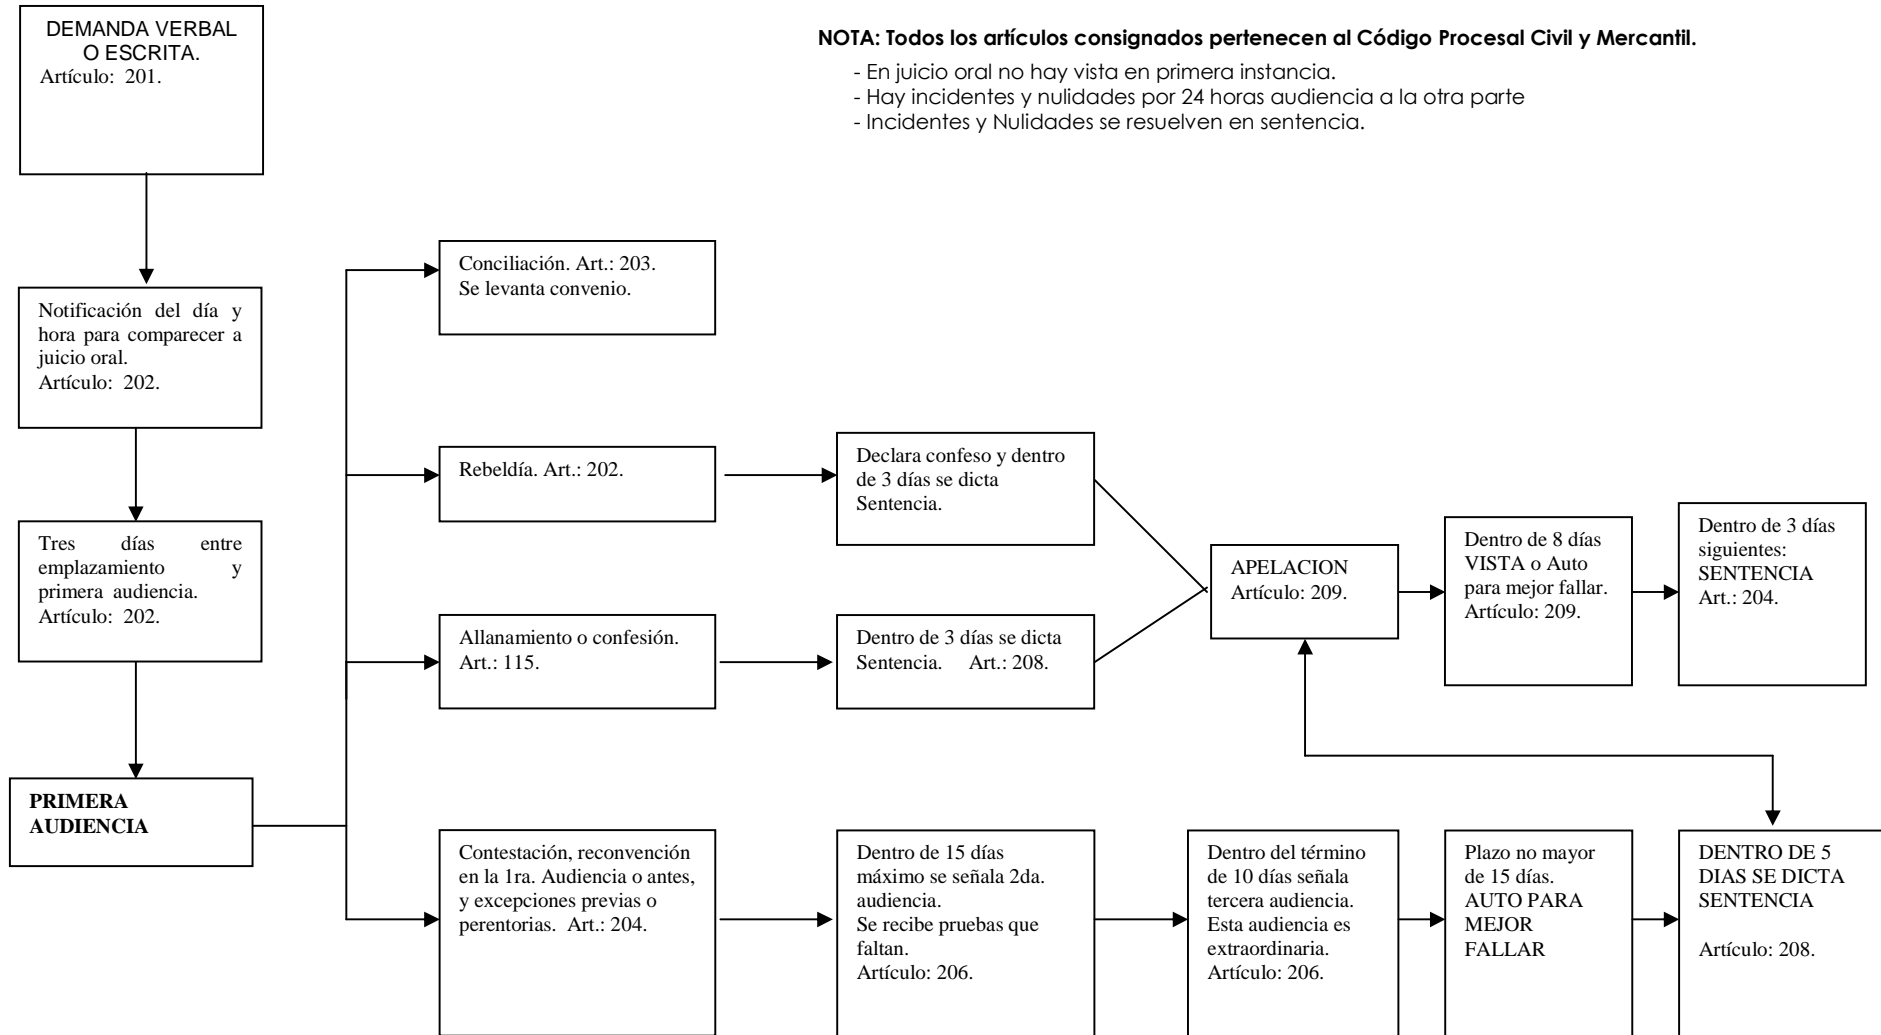 DEMANDA VERBAL
O ESCRITA.
Artículo: 201.
NOTA: Todos los artículos consignados pertenecen al Código Procesal Civil y Mercantil.
- En juicio oral no hay vista en primera instancia.
- Hay incidentes y nulidades por 24 horas audiencia a la otra parte
- Incidentes y Nulidades se resuelven en sentencia.
Notificación del día y
hora para comparecer a
juicio oral.
Artículo: 202.
Tres días entre
emplazamiento y
primera audiencia.
Artículo: 202.
PRIMERA
AUDIENCIA
Conciliación. Art.: 203.
Se levanta convenio.
Rebeldía. Art.: 202.
Declara confeso y dentro
de 3 días se dicta
Sentencia.
Allanamiento o confesión.
Art.: 115.
Dentro de 3 días se dicta
Sentencia. Art.: 208.
APELACION
Artículo: 209.
Dentro de 8 días
VISTA o Auto
para mejor fallar.
Artículo: 209.
Dentro de 3 días
siguientes:
SENTENCIA
Art.: 204.
Contestación, reconvención
en la 1ra. Audiencia o antes,
y excepciones previas o
perentorias. Art.: 204.
Dentro de 15 días
máximo se señala 2da.
audiencia.
Se recibe pruebas que
faltan.
Artículo: 206.
Dentro del término
de 10 días señala
tercera audiencia.
Esta audiencia es
extraordinaria.
Artículo: 206.
Plazo no mayor
de 15 días.
AUTO PARA
MEJOR
FALLAR
DENTRO DE 5
DIAS SE DICTA
SENTENCIA
Artículo: 208.